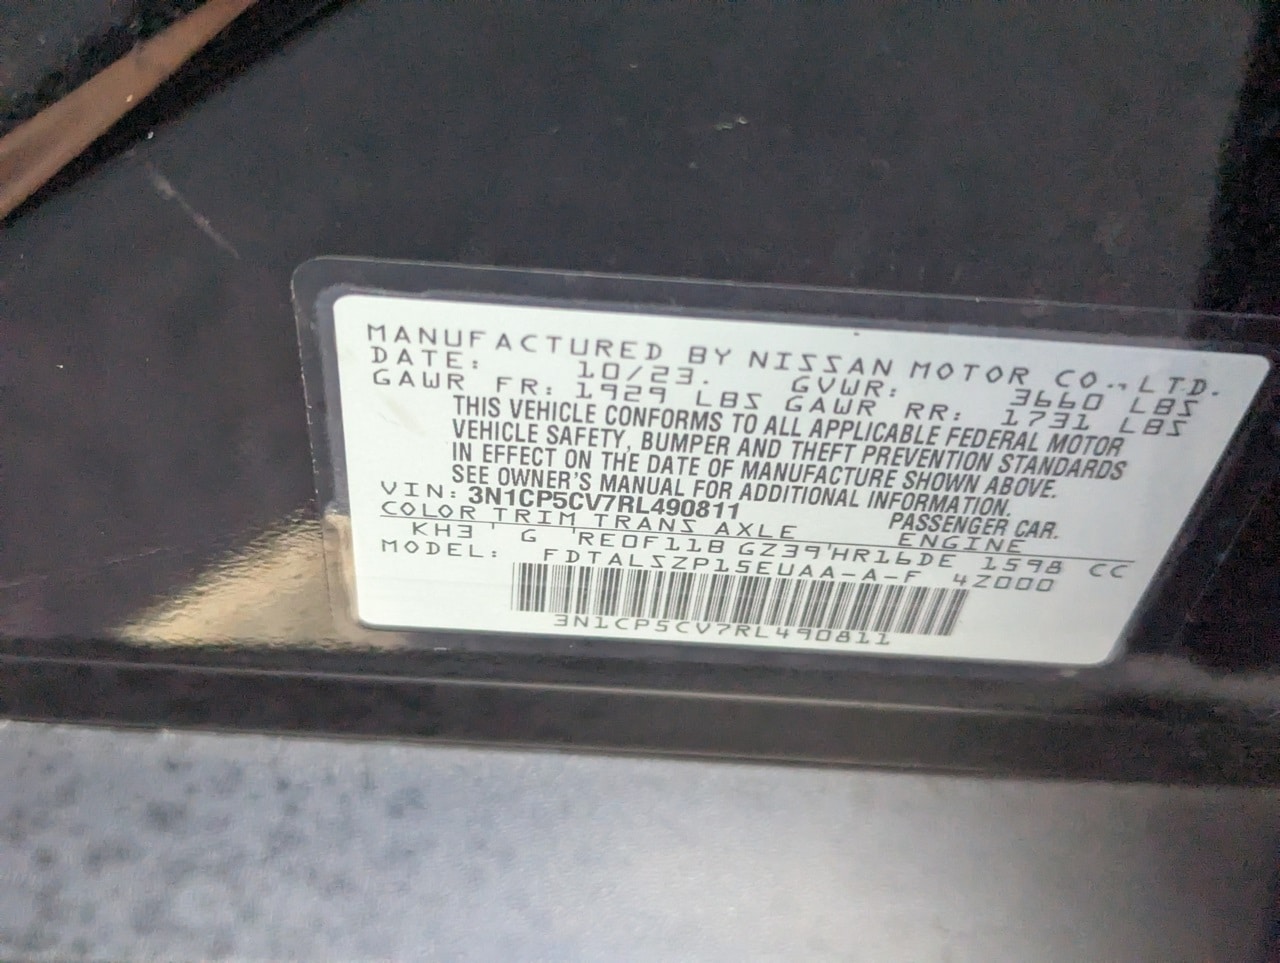 MANUFACTURED BY NISSAN MOTOR CO., LTD.
DATE: 10/23. GVWR: 3660 LBS
GAWR FR: 1929 LBS GAWR RR: 1731 LBS
THIS VEHICLE CONFORMS TO ALL APPLICABLE FEDERAL MOTOR
VEHICLE SAFETY, BUMPER AND THEFT PREVENTION STANDARDS
IN EFFECT ON THE DATE OF MANUFACTURE SHOWN ABOVE.
SEE OWNER'S MANUAL FOR ADDITIONAL INFORMATION.
VIN: 3N1CP5CV7RL490811 PASSENGER CAR.
COLOR TRIM TRANS AXLE ENGINE
KH3 ' G 'RE0F11B GZ39'HR16DE 1598 CC
MODEL: FDTALSZP15EUAA-A-F 4Z000
3N1CP5CV7RL490811